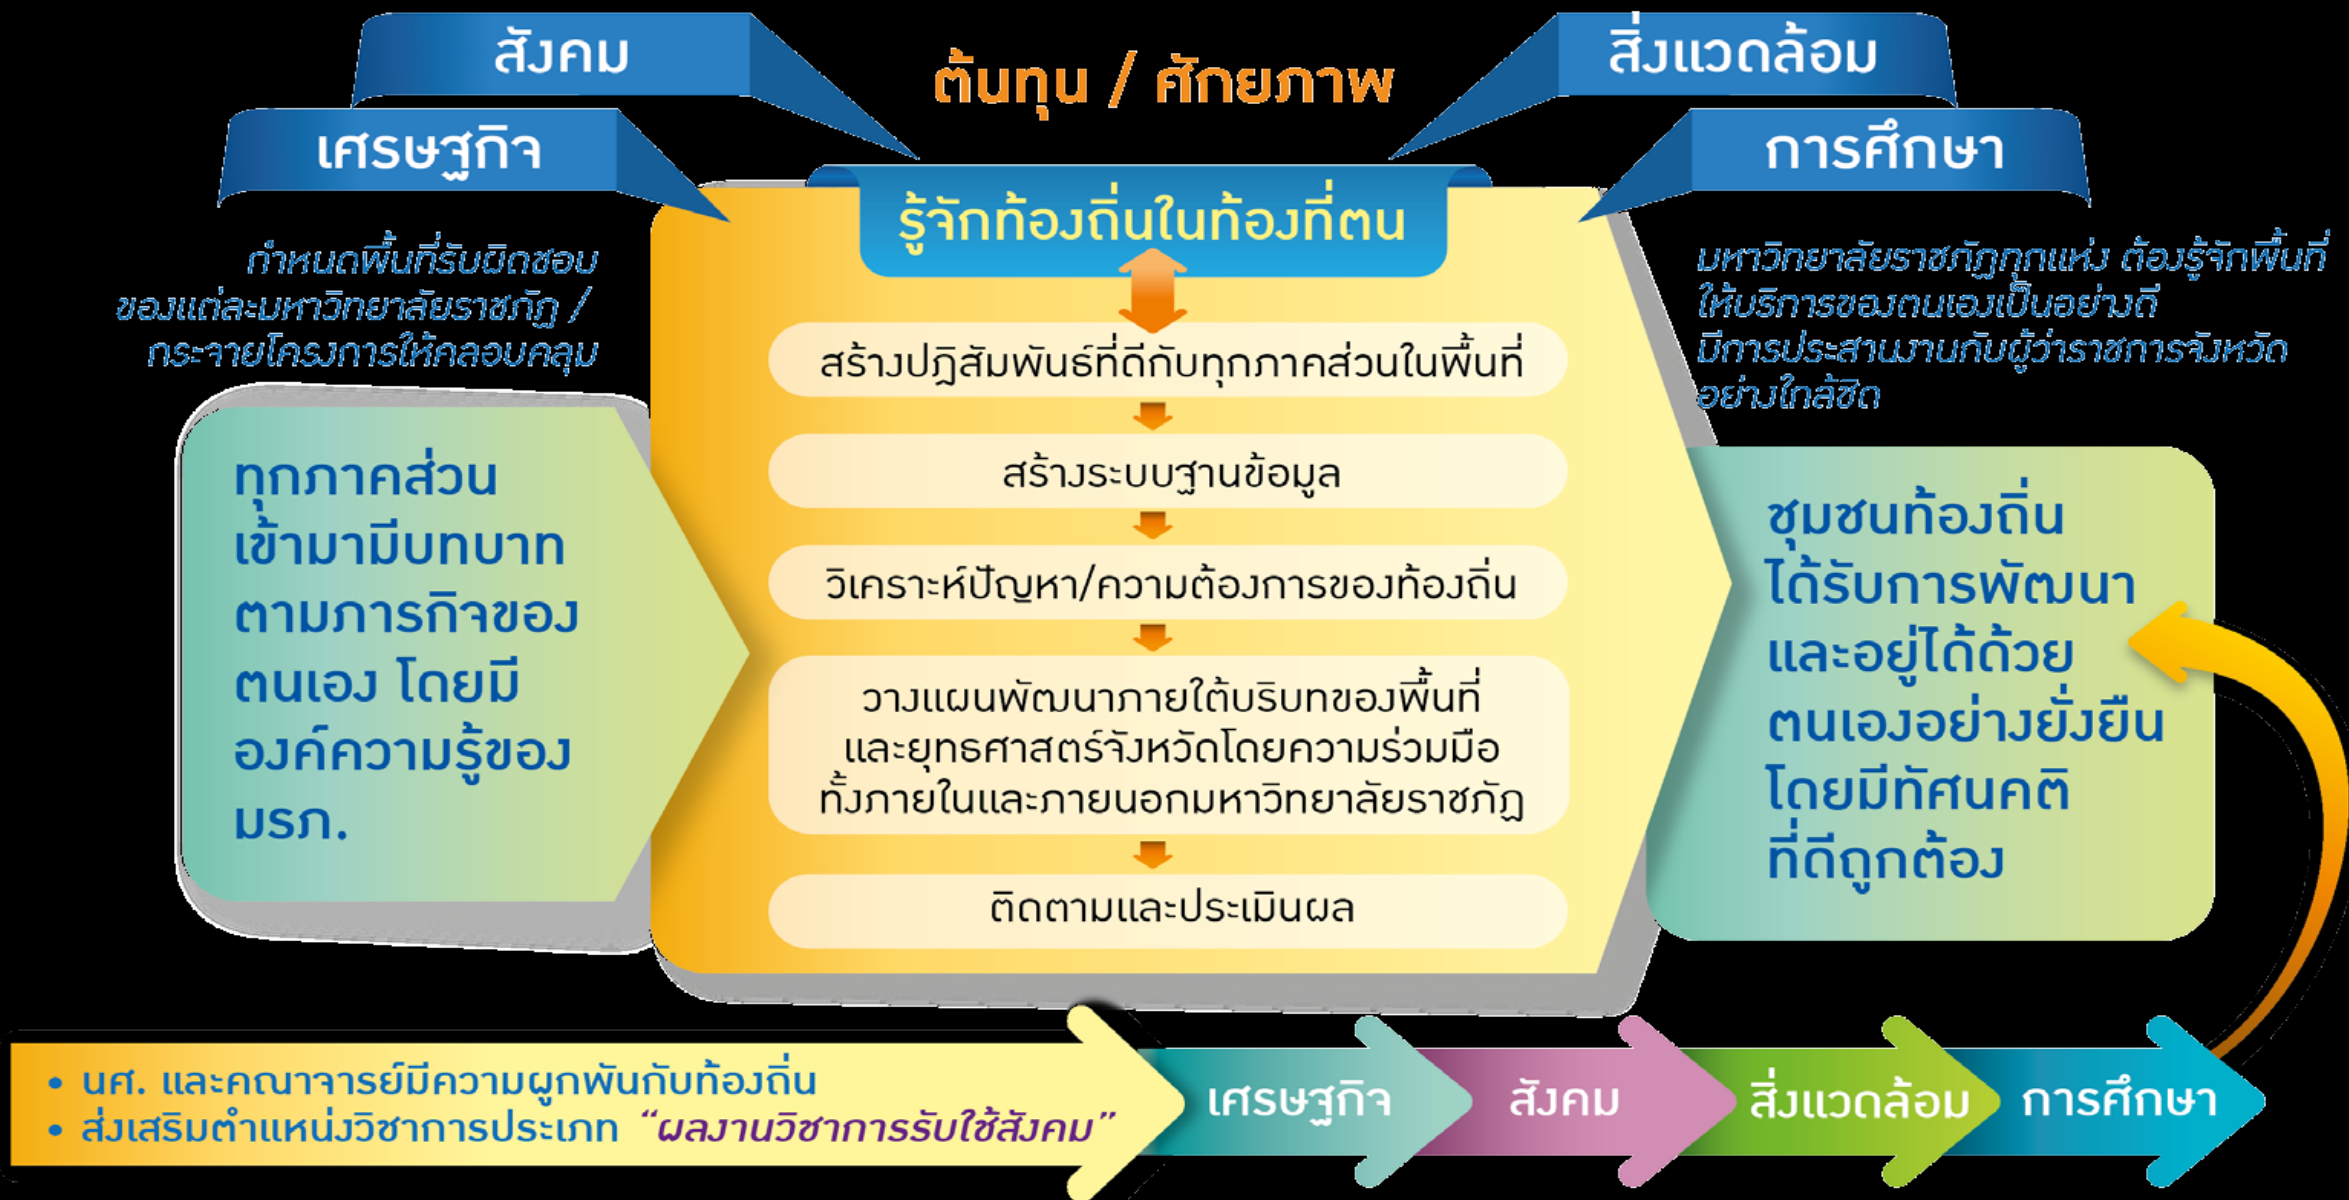 สังคม
เศรษฐกิจ
ต้นทุน / ศักยภาพ
สิ่งแวดล้อม
การศึกษา
รู้จักท้องถิ่นในท้องที่ตน
กำหนดพื้นที่รับผิดชอบ
ของแต่ละมหาวิทยาลัยราชภัฏ /
กระจายโครงการให้คลอบคลุม
มหาวิทยาลัยราชภัฏทุกแห่ง ต้องรู้จักพื้นที่
ให้บริการของตนเองเป็นอย่างดี
มีการประสานงานกับผู้ว่าราชการจังหวัด
อย่างใกล้ชิด
ทุกภาคส่วน
เข้ามามีบทบาท
ตามภารกิจของ
ตนเอง โดยมี
องค์ความรู้ของ
มรภ.
สร้างปฏิสัมพันธ์ที่ดีกับทุกภาคส่วนในพื้นที่
สร้างระบบฐานข้อมูล
วิเคราะห์ปัญหา/ความต้องการของท้องถิ่น
วางแผนพัฒนาภายใต้บริบทของพื้นที่
และยุทธศาสตร์จังหวัดโดยความร่วมมือ
ทั้งภายในและภายนอกมหาวิทยาลัยราชภัฏ
ติดตามและประเมินผล
ชุมชนท้องถิ่น
ได้รับการพัฒนา
และอยู่ได้ด้วย
ตนเองอย่างยั่งยืน
โดยมีทัศนคติ
ที่ดีถูกต้อง
• นศ. และคณาจารย์มีความผูกพันกับท้องถิ่น
• ส่งเสริมตำแหน่งวิชาการประเภท “ผลงานวิชาการรับใช้สังคม”
เศรษฐกิจ
สังคม
สิ่งแวดล้อม
การศึกษา